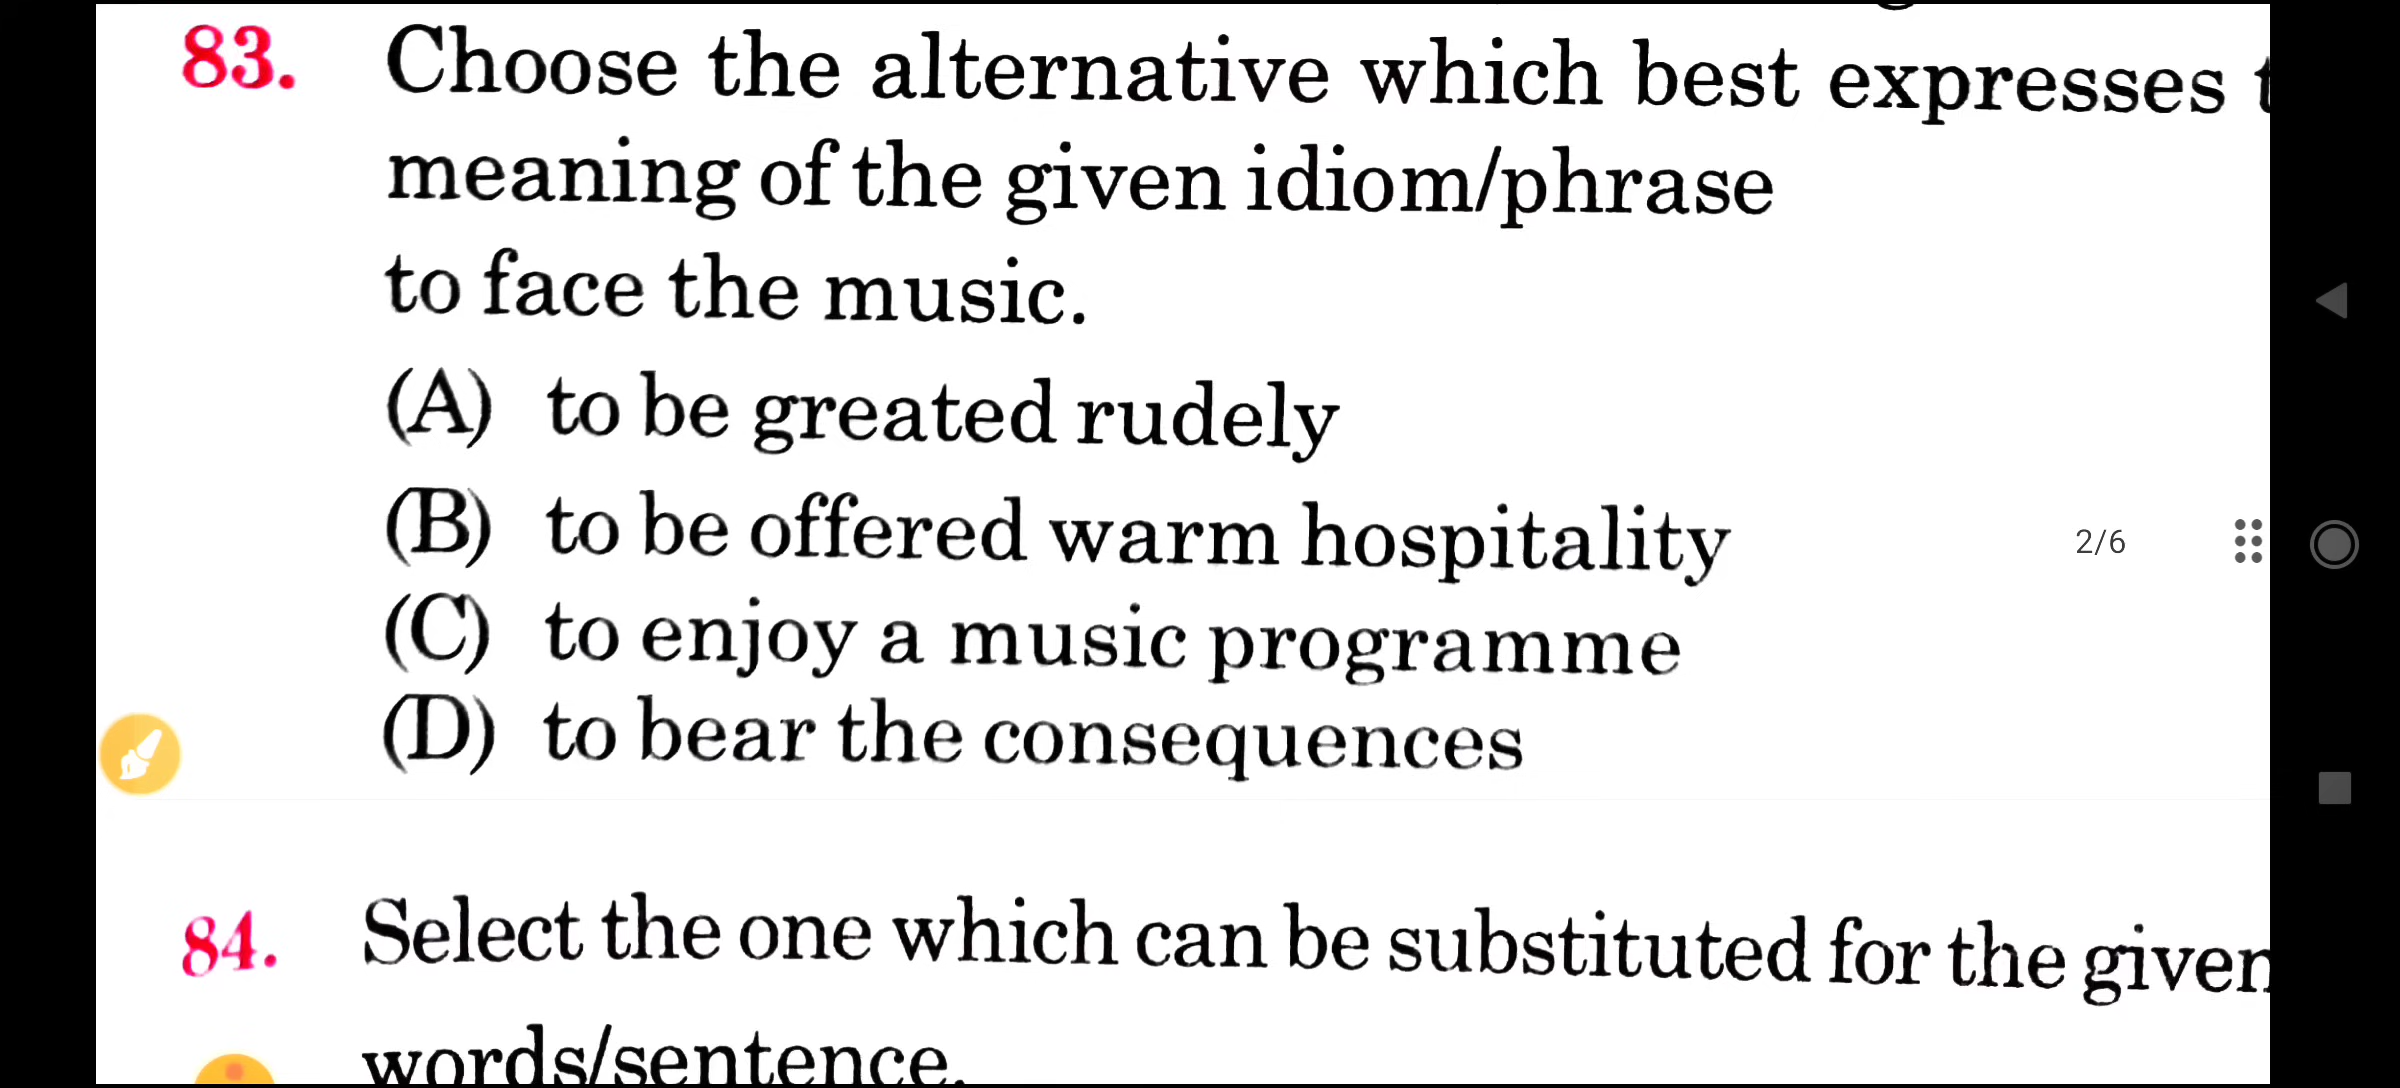 83. Choose the alternative which best expresses
meaning of the given idiom/phrase
to face the music.
(A) to be greated rudely
(B) to be offered warm hospitality
2/6
(C) to enjoy a music programme
(D) to bear the consequences
84. Select the one which can be substituted for the given
words/sentence.